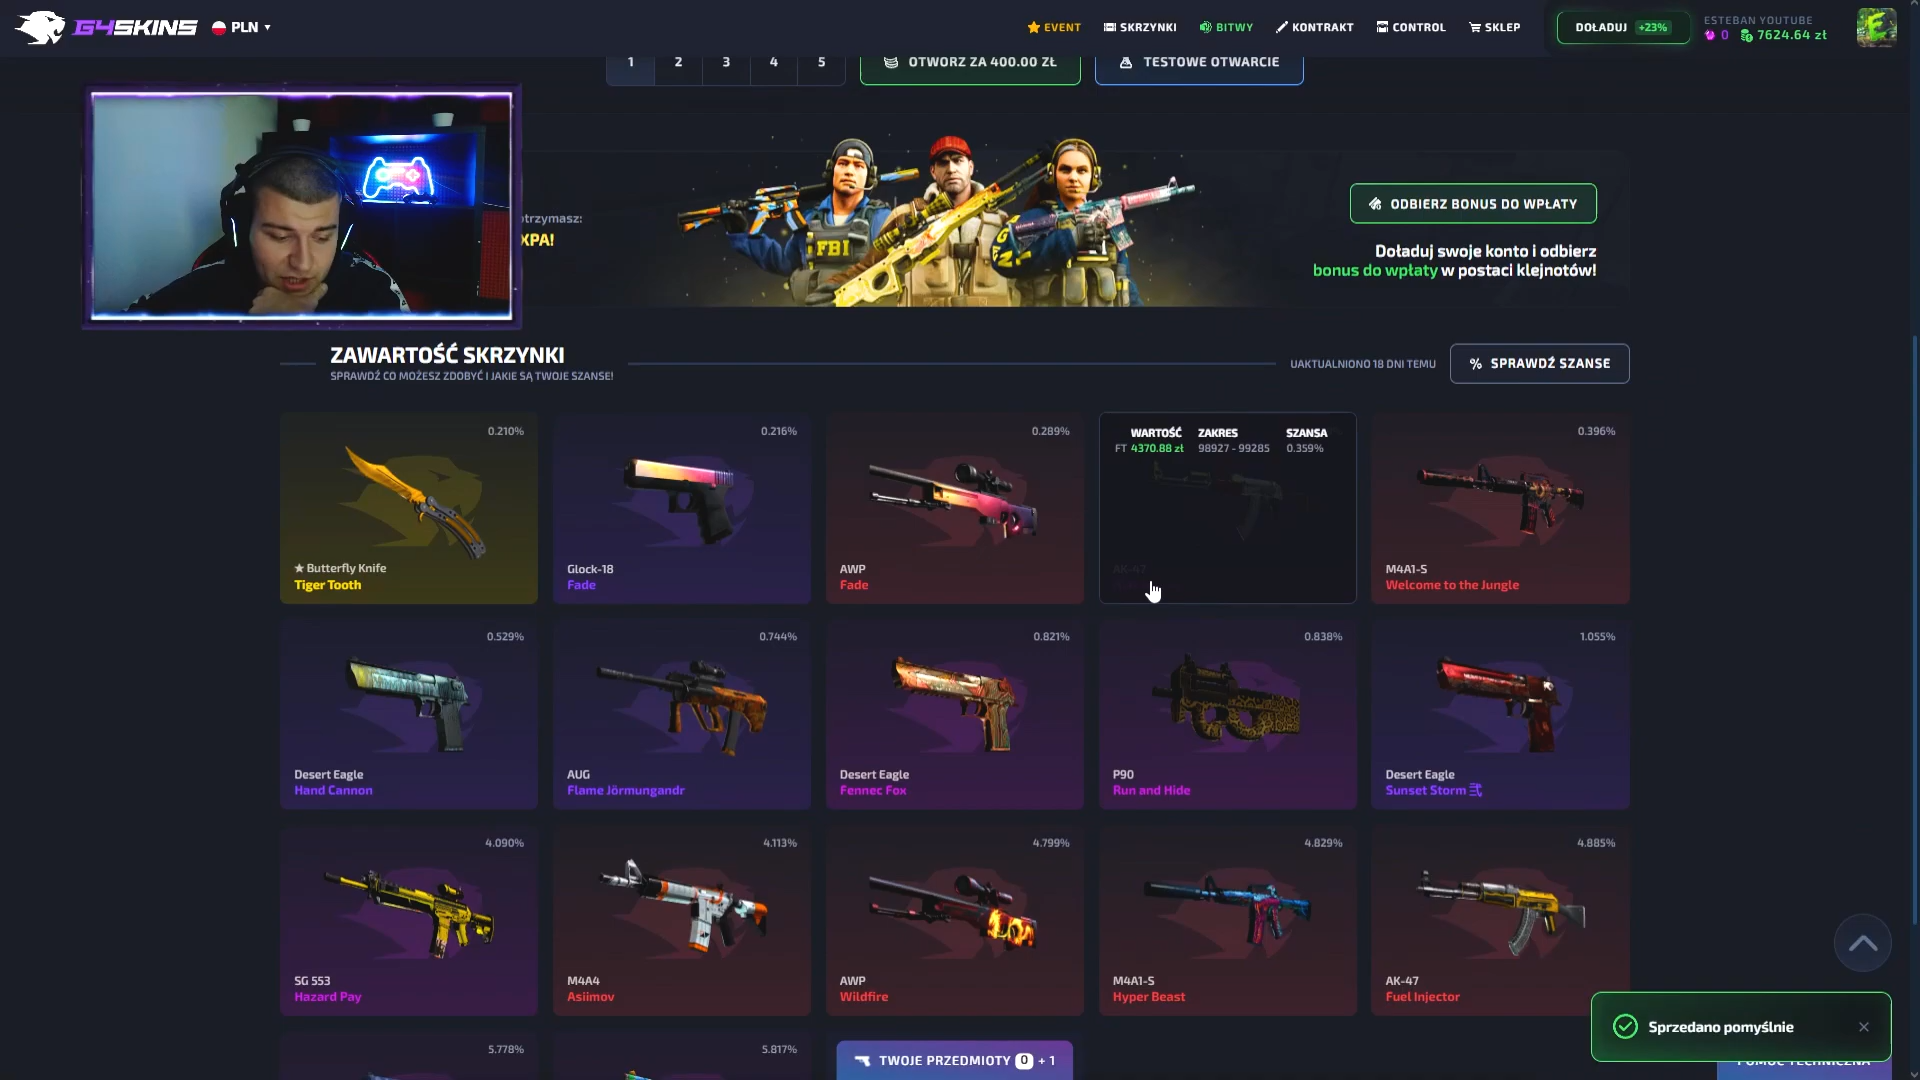 G4SKINS
PLN
EVENT
SKRZYNKI
BITWY
KONTRAKT
CONTROL
SKLEP
DOŁADUJ +23%
ESTEBAN YOUTUBE
0 7624.64 zł
1 2 3 4 5
OTWÓRZ ZA 400.00 ZŁ
TESTOWE OTWARCIE
otrzymasz:
XPA!
FBI
ODBIERZ BONUS DO WPŁATY
Doładuj swoje konto i odbierz
bonus do wpłaty w postaci klejnotów!
ZAWARTOŚĆ SKRZYNKI
SPRAWDŹ CO MOŻESZ ZDOBYĆ I JAKIE SĄ TWOJE SZANSE!
UAKTUALNIONO 18 DNI TEMU
% SPRAWDŹ SZANSE
0.210%
★ Butterfly Knife
Tiger Tooth
0.216%
Glock-18
Fade
0.289%
AWP
Fade
WARTOŚĆ ZAKRES SZANSA
FT 4370.88 zł 98927 - 99285 0.359%
AK-47
0.396%
M4A1-S
Welcome to the Jungle
0.529%
Desert Eagle
Hand Cannon
0.744%
AUG
Flame Jörmungandr
0.821%
Desert Eagle
Fennec Fox
0.838%
P90
Run and Hide
1.055%
Desert Eagle
Sunset Storm 弐
4.090%
SG 553
Hazard Pay
4.113%
M4A4
Asiimov
4.799%
AWP
Wildfire
4.829%
M4A1-S
Hyper Beast
4.885%
AK-47
Fuel Injector
5.778%
5.817%
TWOJE PRZEDMIOTY 0 + 1
Sprzedano pomyślnie
POMOC TECHNICZNA